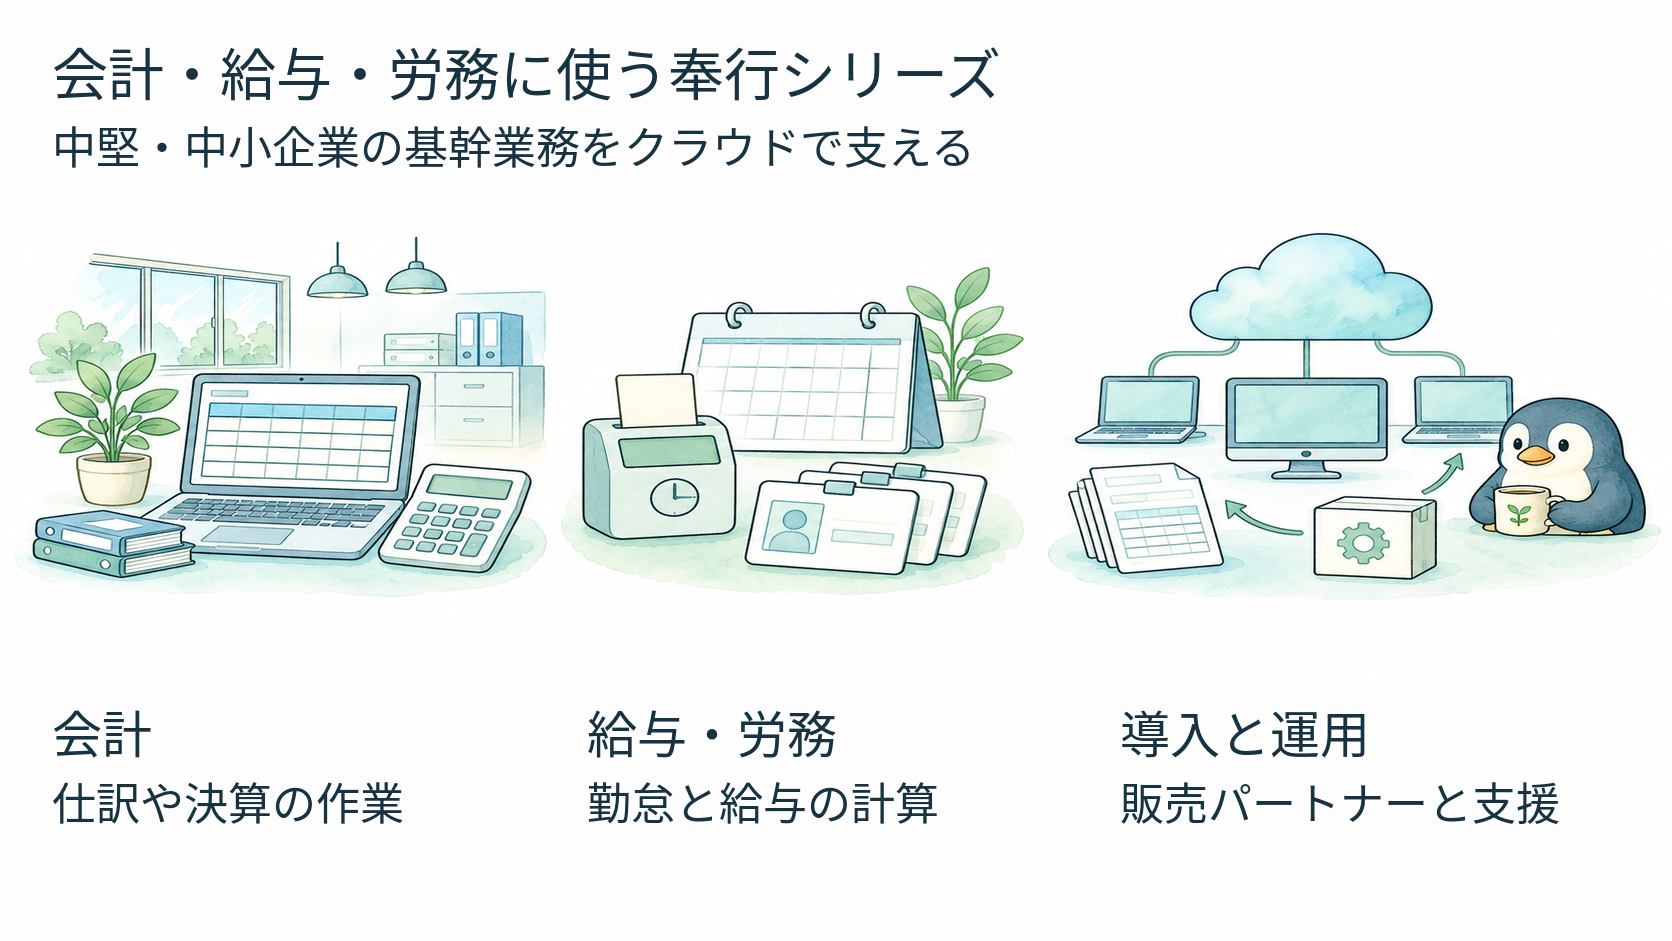 会計・給与・労務に使う奉行シリーズ
中堅・中小企業の基幹業務をクラウドで支える
会計
仕訳や決算の作業
給与・労務
勤怠と給与の計算
導入と運用
販売パートナーと支援